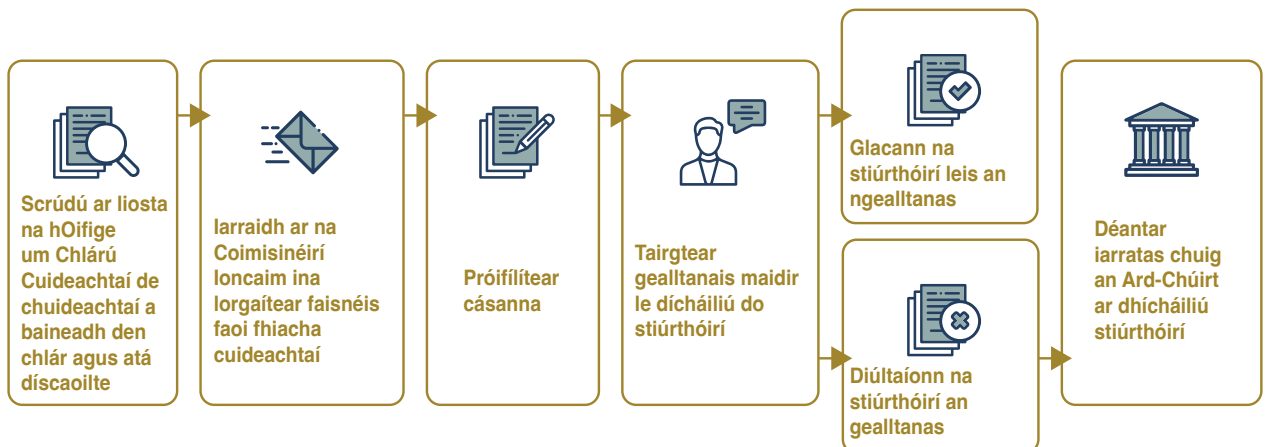 Scrúdú ar liosta
na hOifige
um Chlárú
Cuideachtaí de
chuideachtaí a
baineadh den
chlár agus atá
díscaoilte
Iarraidh ar na
Coimisinéirí
Ioncaim ina
lorgaítear faisnéis
faoi fhiacha
cuideachtaí
Próifílítear
cásanna
Tairgtear
gealltanais maidir
le dícháiliú do
stiúrthóirí
Glacann na
stiúrthóirí leis an
ngealltanas
Diúltaíonn na
stiúrthóirí an
gealltanas
Déantar
iarratas chuig
an Ard-Chúirt
ar dhícháiliú
stiúrthóirí